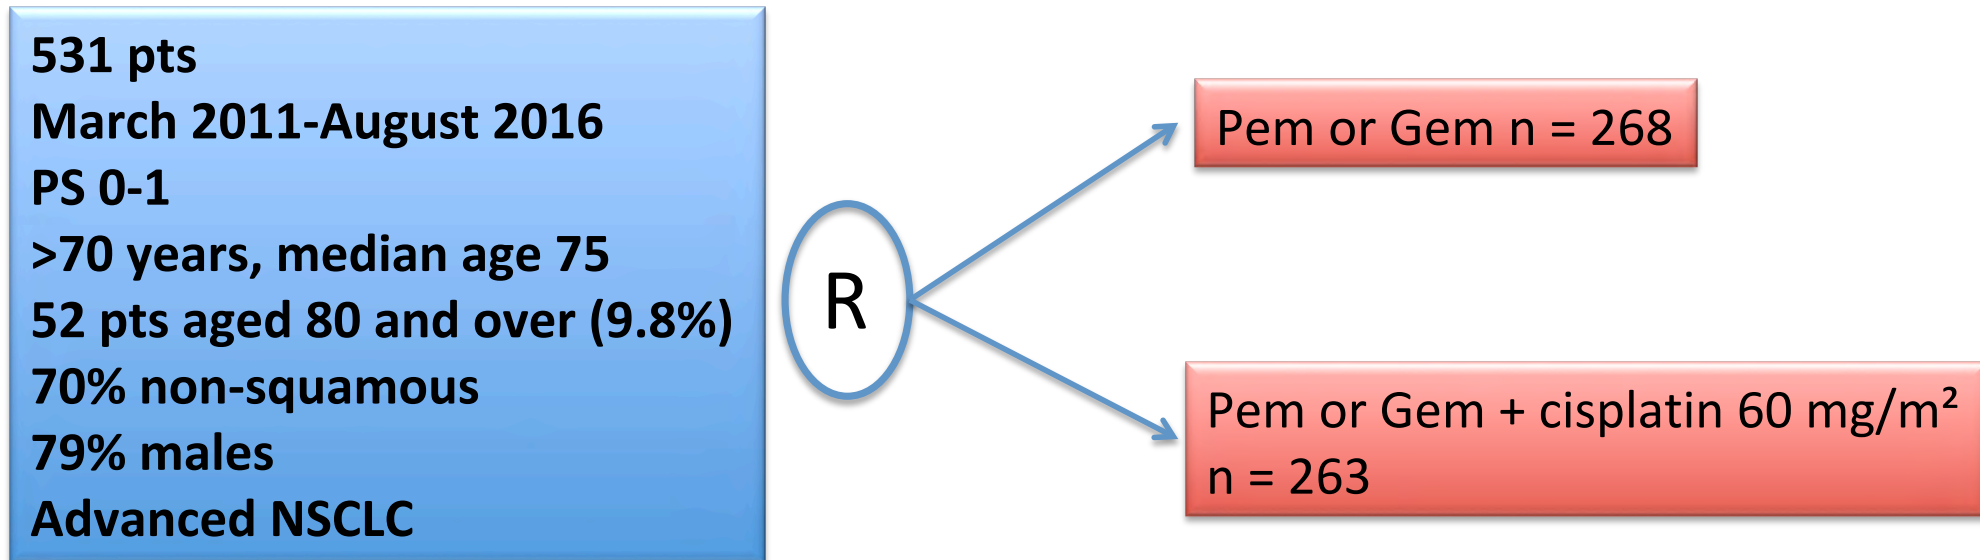 531 pts
March 2011-August 2016
PS 0-1
>70 years, median age 75
52 pts aged 80 and over (9.8%)
70% non-squamous
79% males
Advanced NSCLC
R
Pem or Gem n = 268
Pem or Gem + cisplatin 60 mg/m²
n = 263